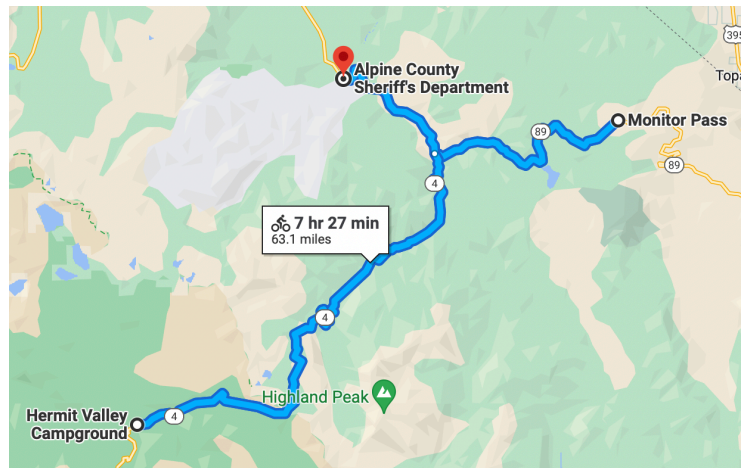 395
Alpine County
Sheriff's Department
Topa
89
Monitor Pass
89
4
7 hr 27 min
63.1 miles
4
Highland Peak
Hermit Valley
Campground
4